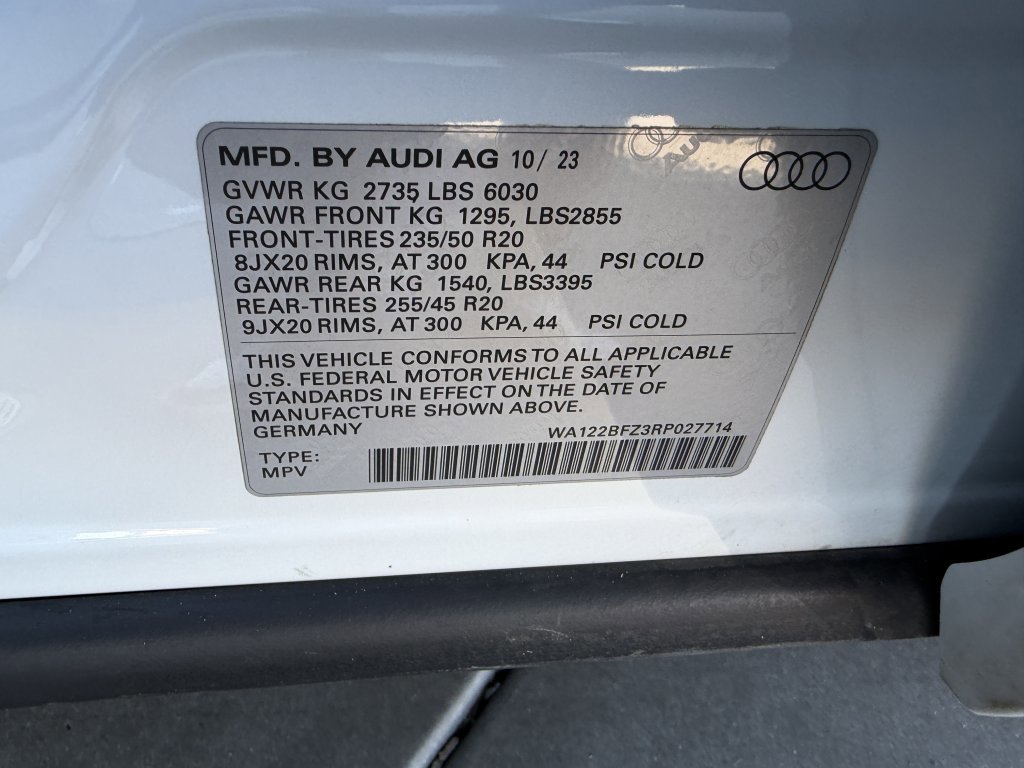 MFD. BY AUDI AG 10/ 23
GVWR KG 2735 LBS 6030
GAWR FRONT KG 1295, LBS2855
FRONT-TIRES 235/50 R20
8JX20 RIMS, AT 300 KPA, 44 PSI COLD
GAWR REAR KG 1540, LBS3395
REAR-TIRES 255/45 R20
9JX20 RIMS, AT 300 KPA, 44 PSI COLD
THIS VEHICLE CONFORMS TO ALL APPLICABLE
U.S. FEDERAL MOTOR VEHICLE SAFETY
STANDARDS IN EFFECT ON THE DATE OF
MANUFACTURE SHOWN ABOVE.
GERMANY WA122BFZ3RP027714
TYPE:
MPV